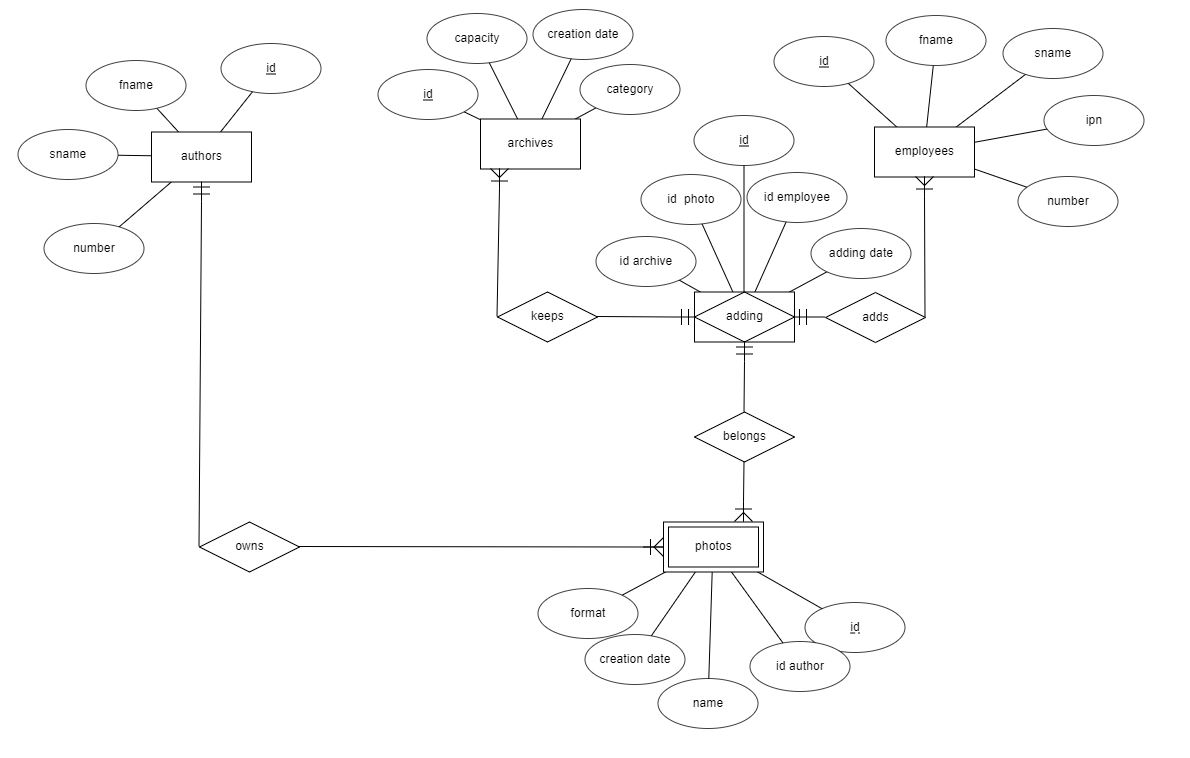 capacity
creation date
fname
id
sname
id
fname
id
category
id
ipn
archives
id
employees
authors
sname
id  photo
id employee
number
number
adding date
id archive
keeps
adding
adds
belongs
owns
photos
format
id
creation date
id author
name